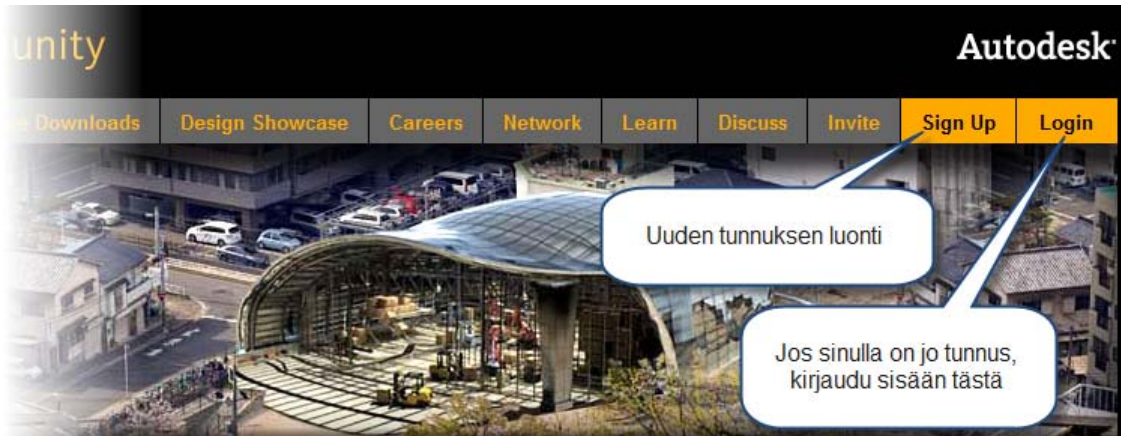 unity
Autodesk
Downloads Design Showcase Careers Network Learn Discuss Invite Sign Up Login
Uuden tunnuksen luonti
Jos sinulla on jo tunnus,
kirjaudu sisään tästä